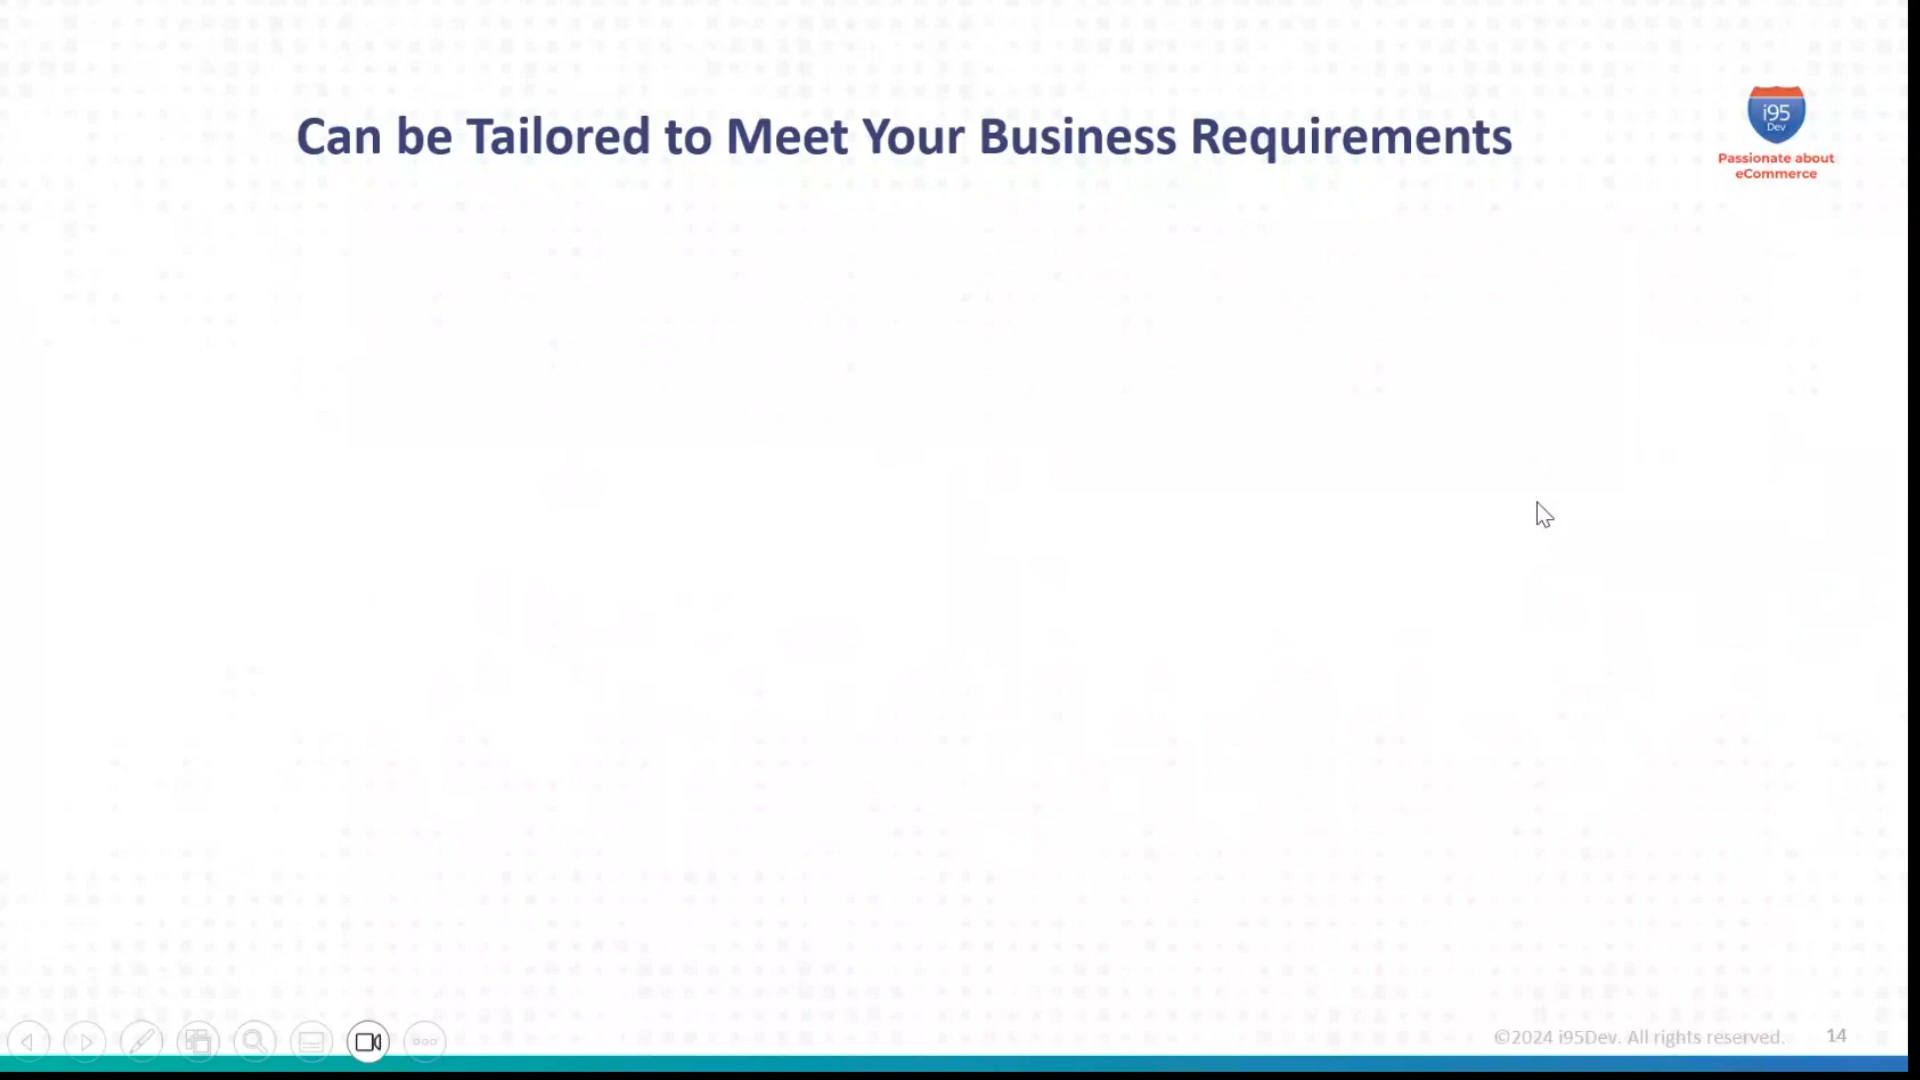 Can be Tailored to Meet Your Business Requirements
i95
Dev
Passionate about
eCommerce
©2024 i95Dev. All rights reserved.
14